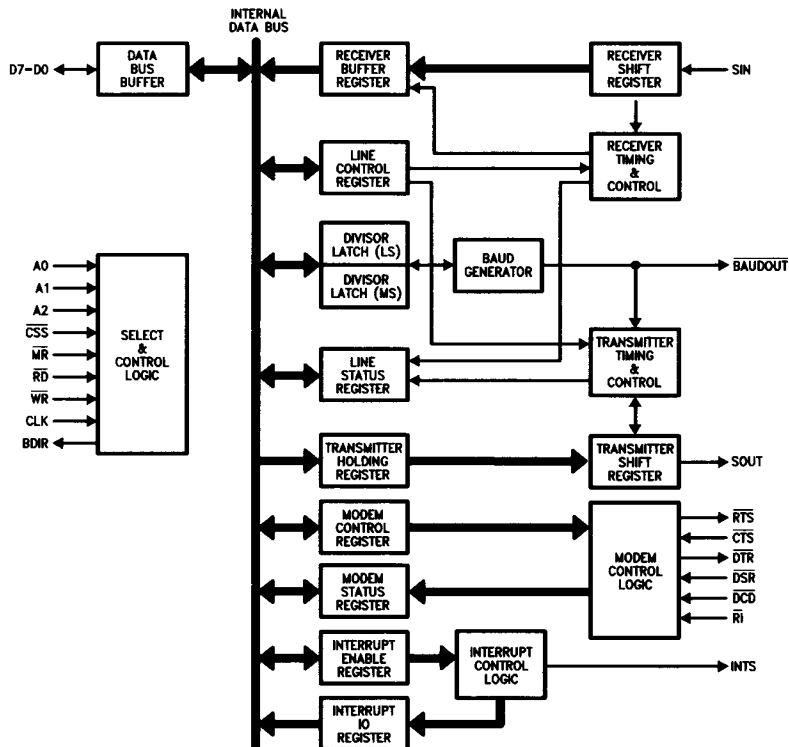 INTERNAL
DATA BUS
D7-D0
DATA
BUS
BUFFER
RECEIVER
BUFFER
REGISTER
RECEIVER
SHIFT
REGISTER
SIN
LINE
CONTROL
REGISTER
RECEIVER
TIMING
&
CONTROL
DIVISOR
LATCH (LS)
DIVISOR
LATCH (MS)
BAUD
GENERATOR
BAUDOUT
A0
A1
A2
CSS
MR
RD
WR
CLK
BDIR
SELECT
&
CONTROL
LOGIC
LINE
STATUS
REGISTER
TRANSMITTER
TIMING
&
CONTROL
TRANSMITTER
HOLDING
REGISTER
TRANSMITTER
SHIFT
REGISTER
SOUT
MODEM
CONTROL
REGISTER
MODEM
CONTROL
LOGIC
RTS
CTS
DTR
DSR
DCD
RI
MODEM
STATUS
REGISTER
INTERRUPT
ENABLE
REGISTER
INTERRUPT
CONTROL
LOGIC
INTS
INTERRUPT
IO
REGISTER